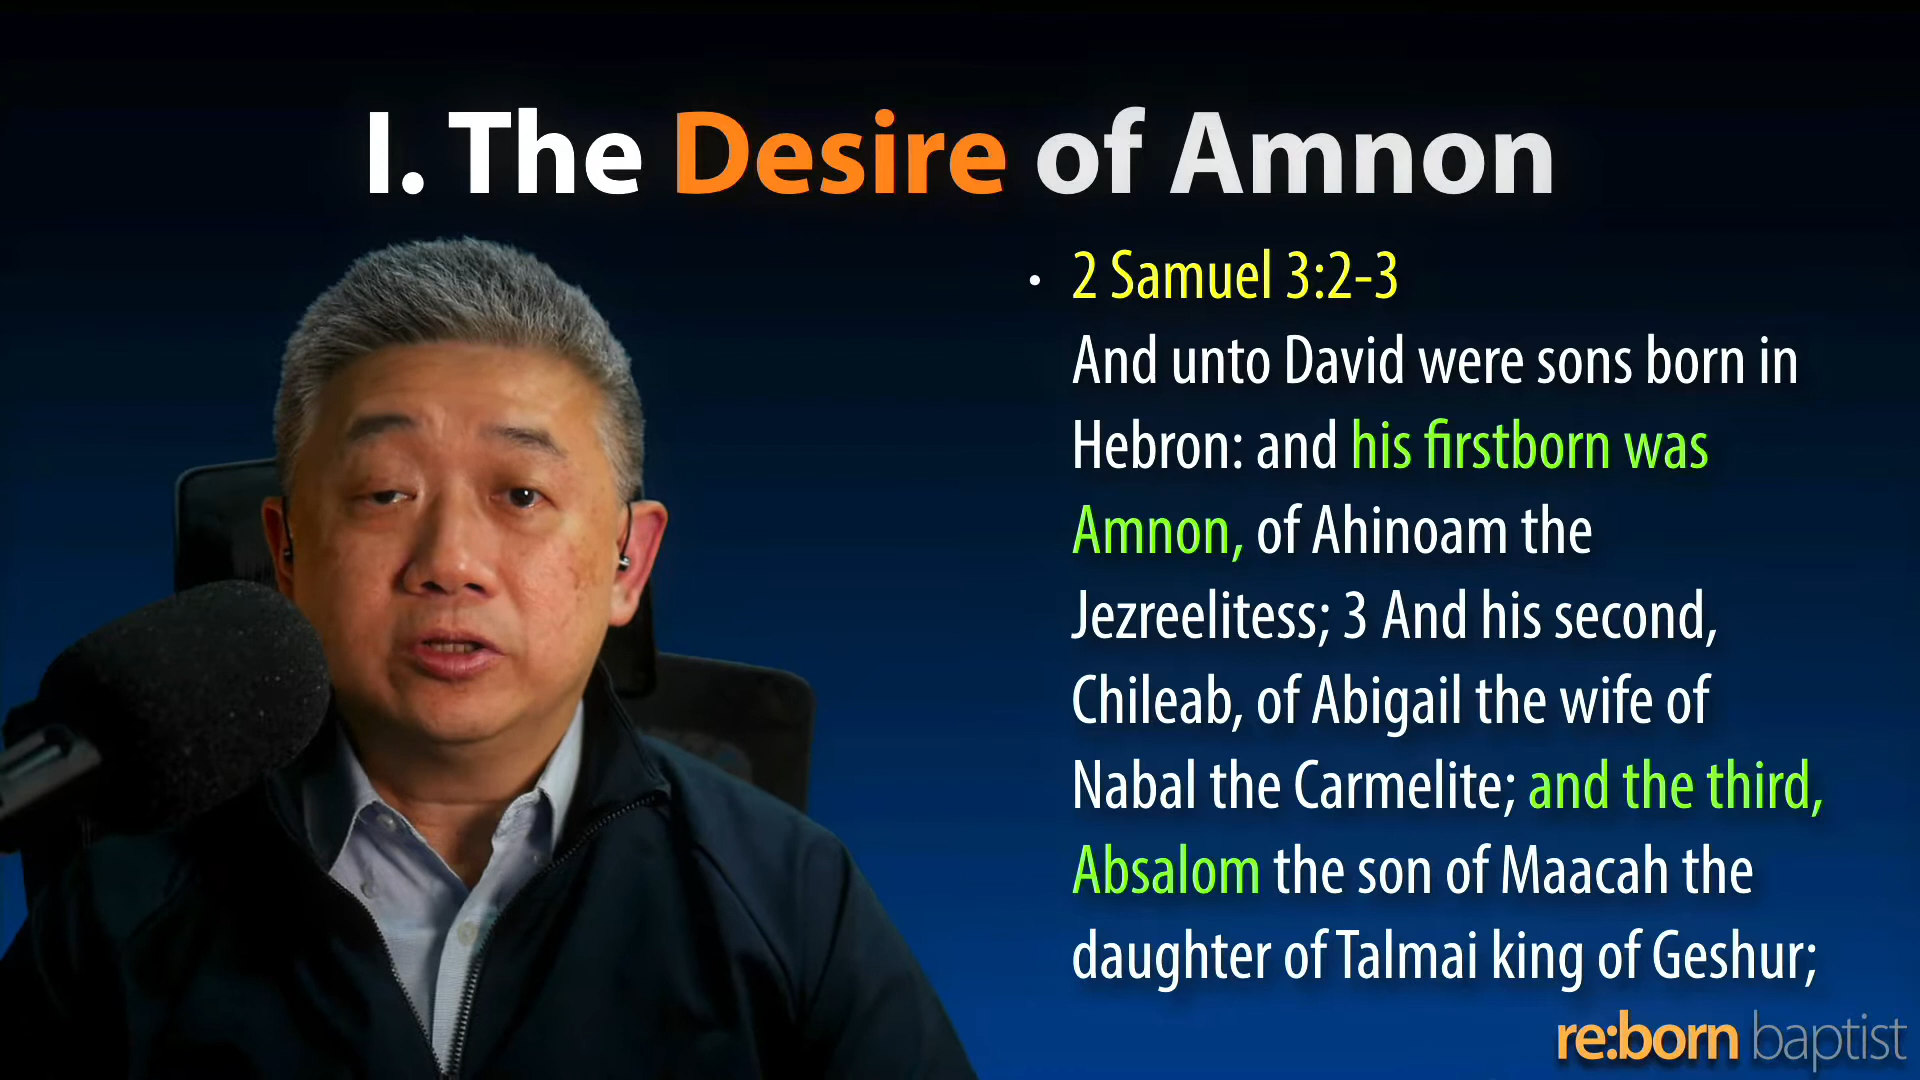 I. The Desire of Amnon
• 2 Samuel 3:2-3
And unto David were sons born in
Hebron: and his firstborn was
Amnon, of Ahinoam the
Jezreelitess; 3 And his second,
Chileab, of Abigail the wife of
Nabal the Carmelite; and the third,
Absalom the son of Maacah the
daughter of Talmai king of Geshur;
re:born baptist